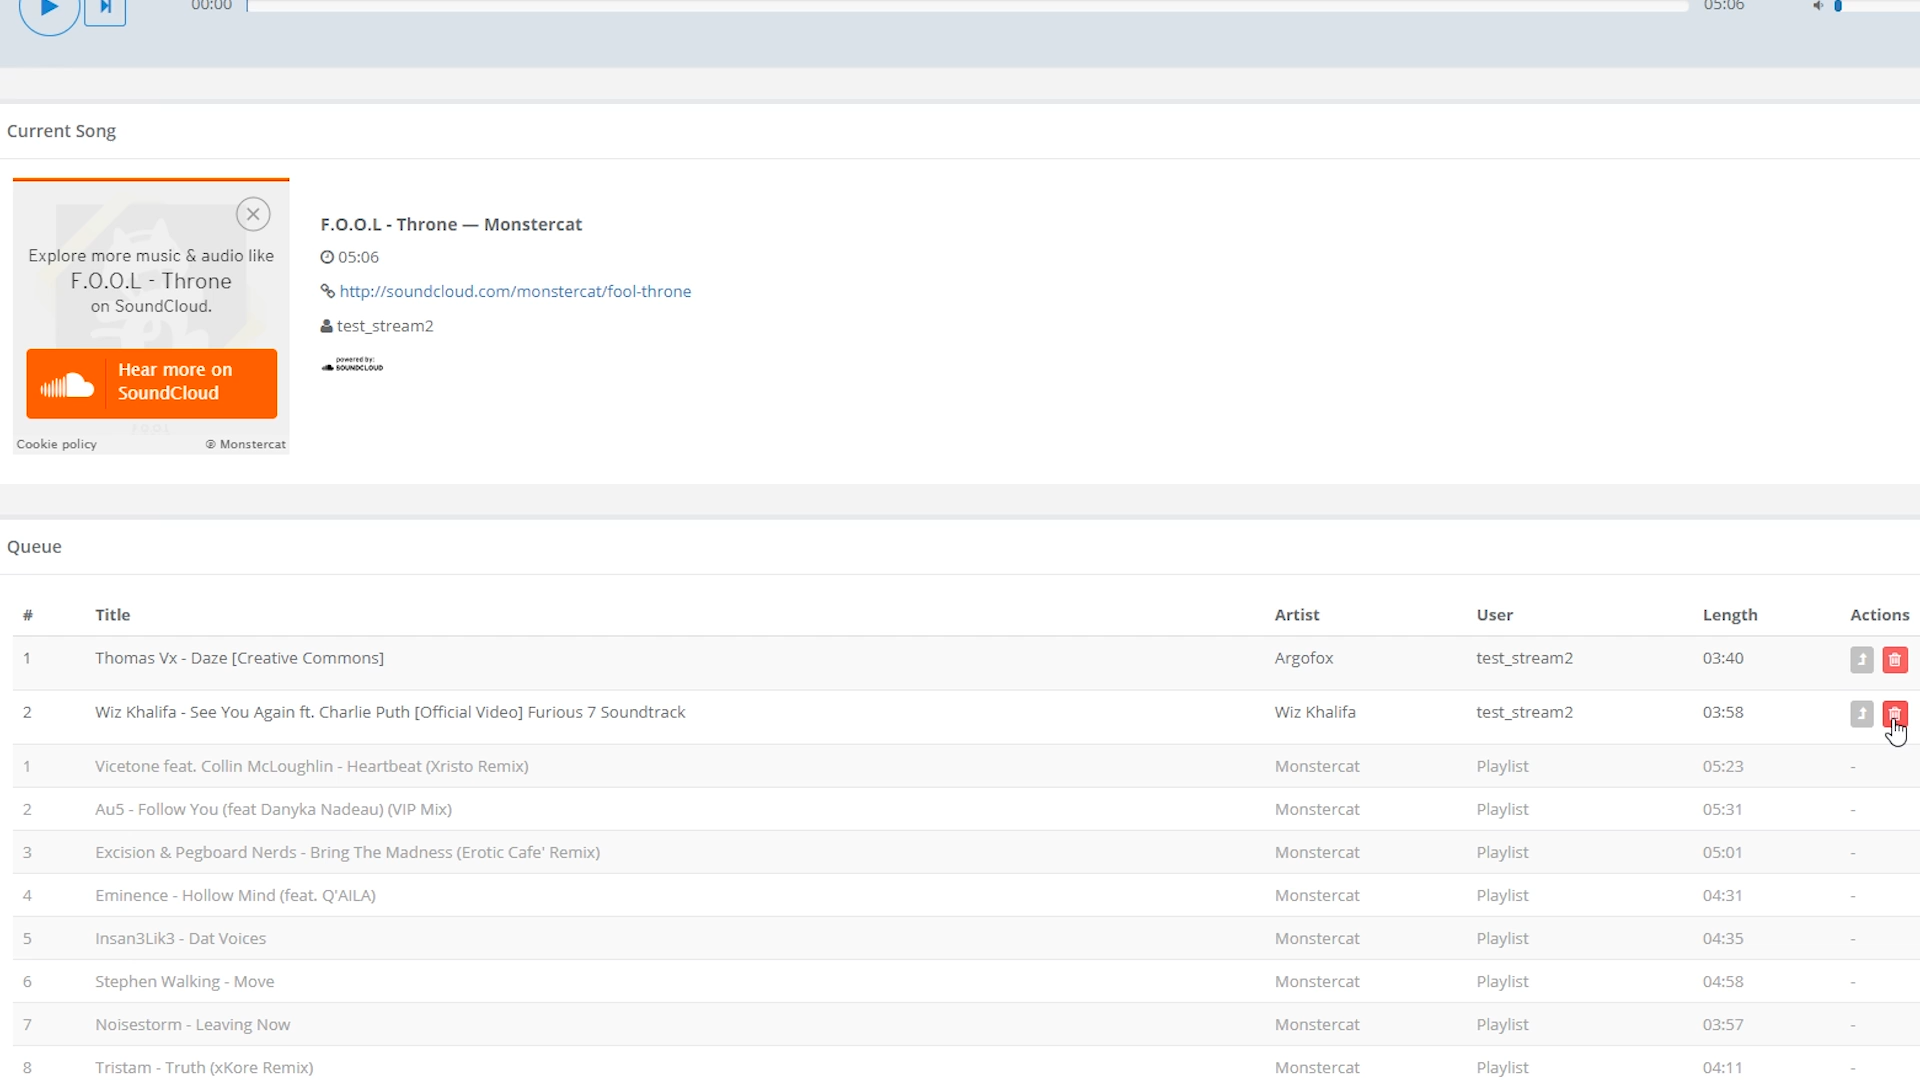 00:00 05:06
Current Song
Explore more music & audio like
F.O.O.L - Throne
on SoundCloud.
Hear more on
SoundCloud
Cookie policy
℗ Monstercat
F.O.O.L - Throne — Monstercat
05:06
http://soundcloud.com/monstercat/fool-throne
test_stream2
powered by:
SOUNDCLOUD
Queue
# Title Artist User Length Actions
1 Thomas Vx - Daze [Creative Commons] Argofox test_stream2 03:40
2 Wiz Khalifa - See You Again ft. Charlie Puth [Official Video] Furious 7 Soundtrack Wiz Khalifa test_stream2 03:58
1 Vicetone feat. Collin McLoughlin - Heartbeat (Xristo Remix) Monstercat Playlist 05:23 -
2 Au5 - Follow You (feat Danyka Nadeau) (VIP Mix) Monstercat Playlist 05:31 -
3 Excision & Pegboard Nerds - Bring The Madness (Erotic Cafe' Remix) Monstercat Playlist 05:01 -
4 Eminence - Hollow Mind (feat. Q'AILA) Monstercat Playlist 04:31 -
5 Insan3Lik3 - Dat Voices Monstercat Playlist 04:35 -
6 Stephen Walking - Move Monstercat Playlist 04:58 -
7 Noisestorm - Leaving Now Monstercat Playlist 03:57 -
8 Tristam - Truth (xKore Remix) Monstercat Playlist 04:11 -